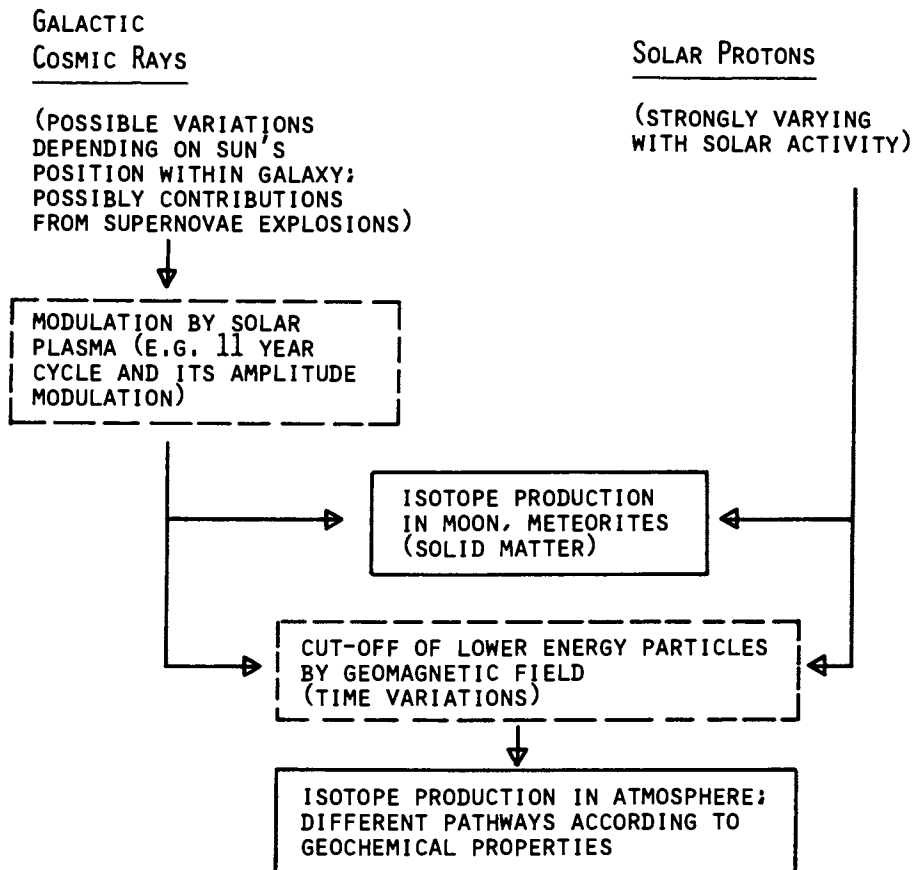 GALACTIC
COSMIC RAYS
(POSSIBLE VARIATIONS
DEPENDING ON SUN'S
POSITION WITHIN GALAXY;
POSSIBLY CONTRIBUTIONS
FROM SUPERNOVAE EXPLOSIONS)
SOLAR PROTONS
(STRONGLY VARYING
WITH SOLAR ACTIVITY)
MODULATION BY SOLAR
PLASMA (E.G. 11 YEAR
CYCLE AND ITS AMPLITUDE
MODULATION)
ISOTOPE PRODUCTION
IN MOON, METEORITES
(SOLID MATTER)
CUT-OFF OF LOWER ENERGY PARTICLES
BY GEOMAGNETIC FIELD
(TIME VARIATIONS)
ISOTOPE PRODUCTION IN ATMOSPHERE;
DIFFERENT PATHWAYS ACCORDING TO
GEOCHEMICAL PROPERTIES